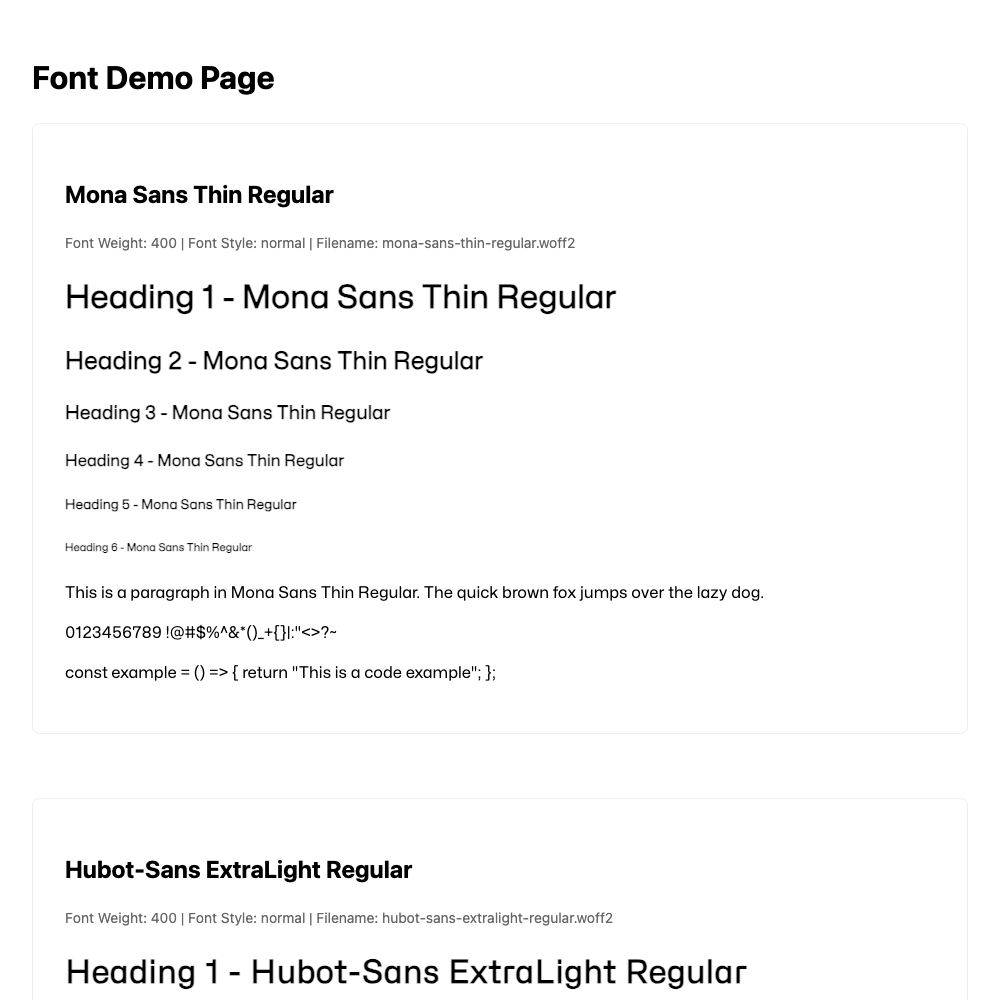 Font Demo Page
Mona Sans Thin Regular
Font Weight: 400 | Font Style: normal | Filename: mona-sans-thin-regular.woff2
Heading 1 - Mona Sans Thin Regular
Heading 2 - Mona Sans Thin Regular
Heading 3 - Mona Sans Thin Regular
Heading 4 - Mona Sans Thin Regular
Heading 5 - Mona Sans Thin Regular
Heading 6 - Mona Sans Thin Regular
This is a paragraph in Mona Sans Thin Regular. The quick brown fox jumps over the lazy dog.
0123456789 !@#$%^&*()_+{}|:"<>?~
const example = () => { return "This is a code example"; };
Hubot-Sans ExtraLight Regular
Font Weight: 400 | Font Style: normal | Filename: hubot-sans-extralight-regular.woff2
Heading 1 - Hubot-Sans ExtraLight Regular